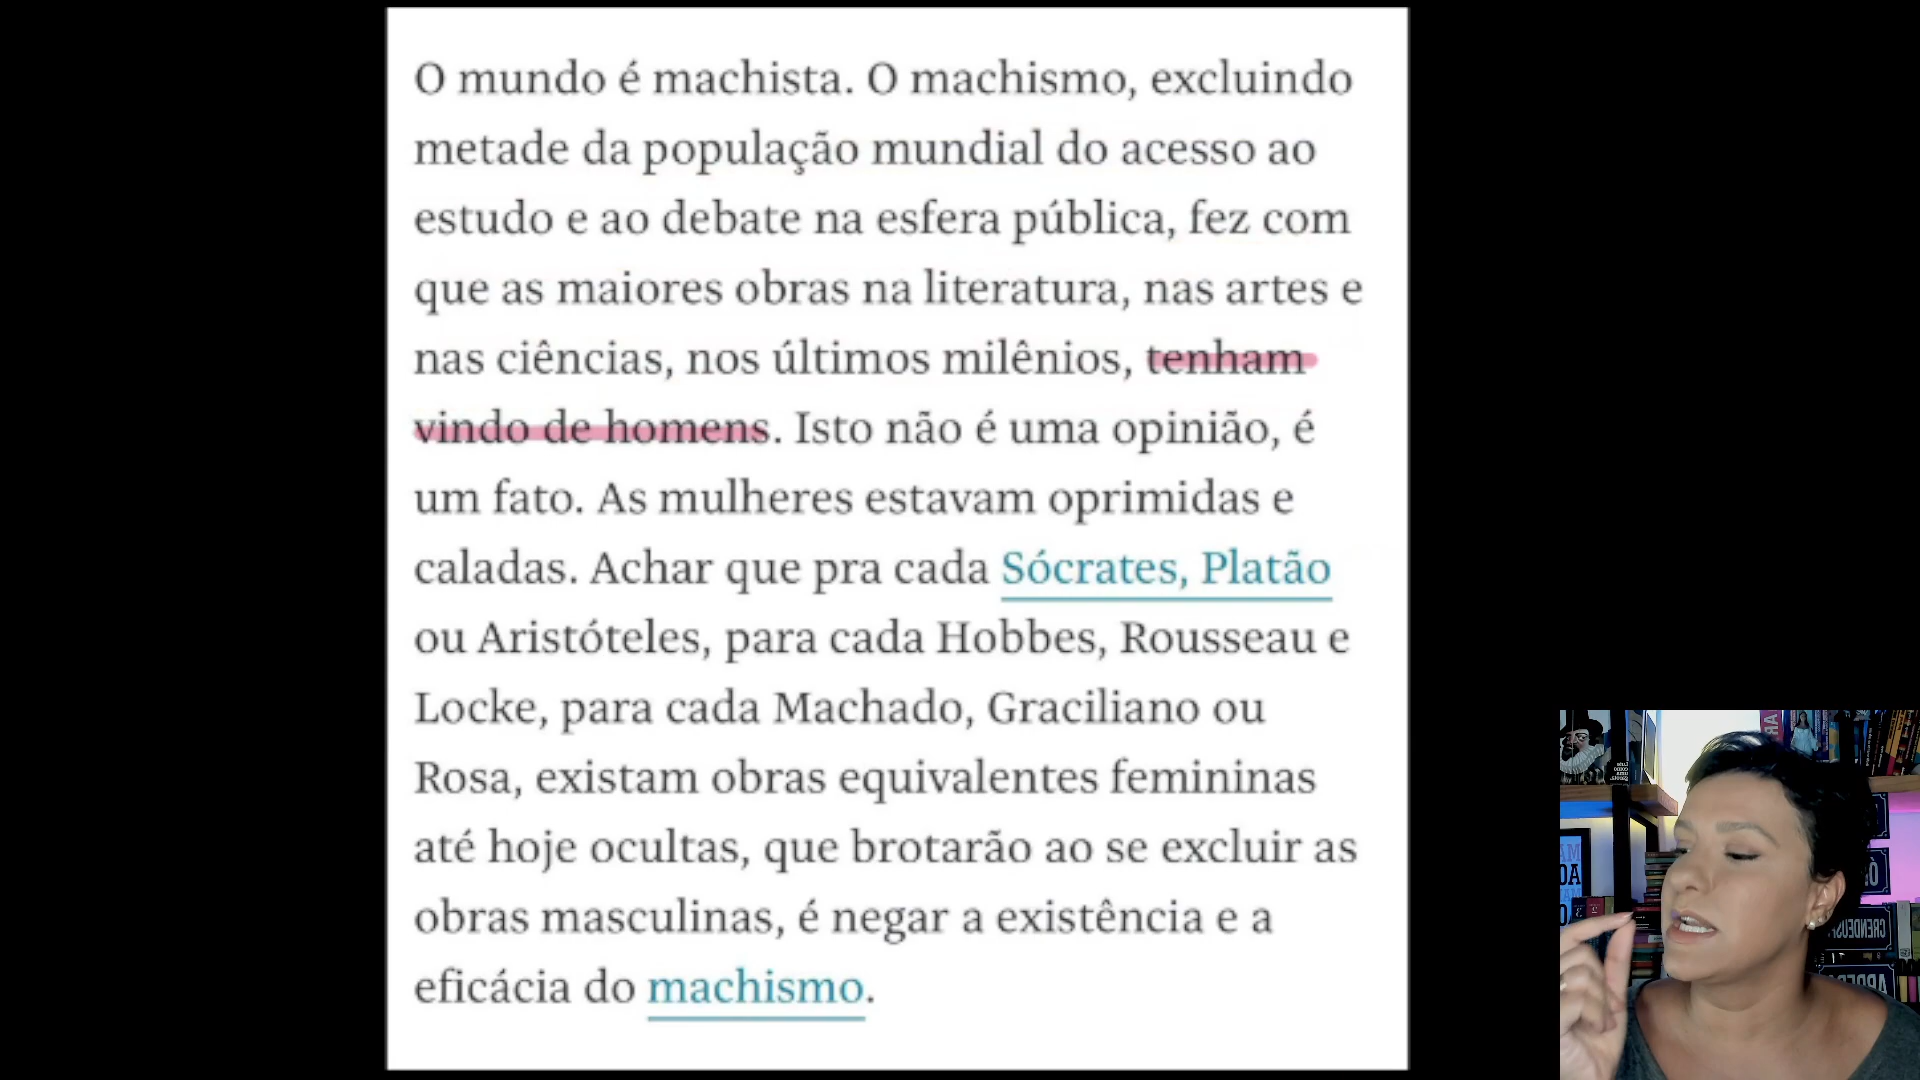 O mundo é machista. O machismo, excluindo
metade da população mundial do acesso ao
estudo e ao debate na esfera pública, fez com
que as maiores obras na literatura, nas artes e
nas ciências, nos últimos milênios, tenham
vindo de homens. Isto não é uma opinião, é
um fato. As mulheres estavam oprimidas e
caladas. Achar que pra cada Sócrates, Platão
ou Aristóteles, para cada Hobbes, Rousseau e
Locke, para cada Machado, Graciliano ou
Rosa, existam obras equivalentes femininas
até hoje ocultas, que brotarão ao se excluir as
obras masculinas, é negar a existência e a
eficácia do machismo.